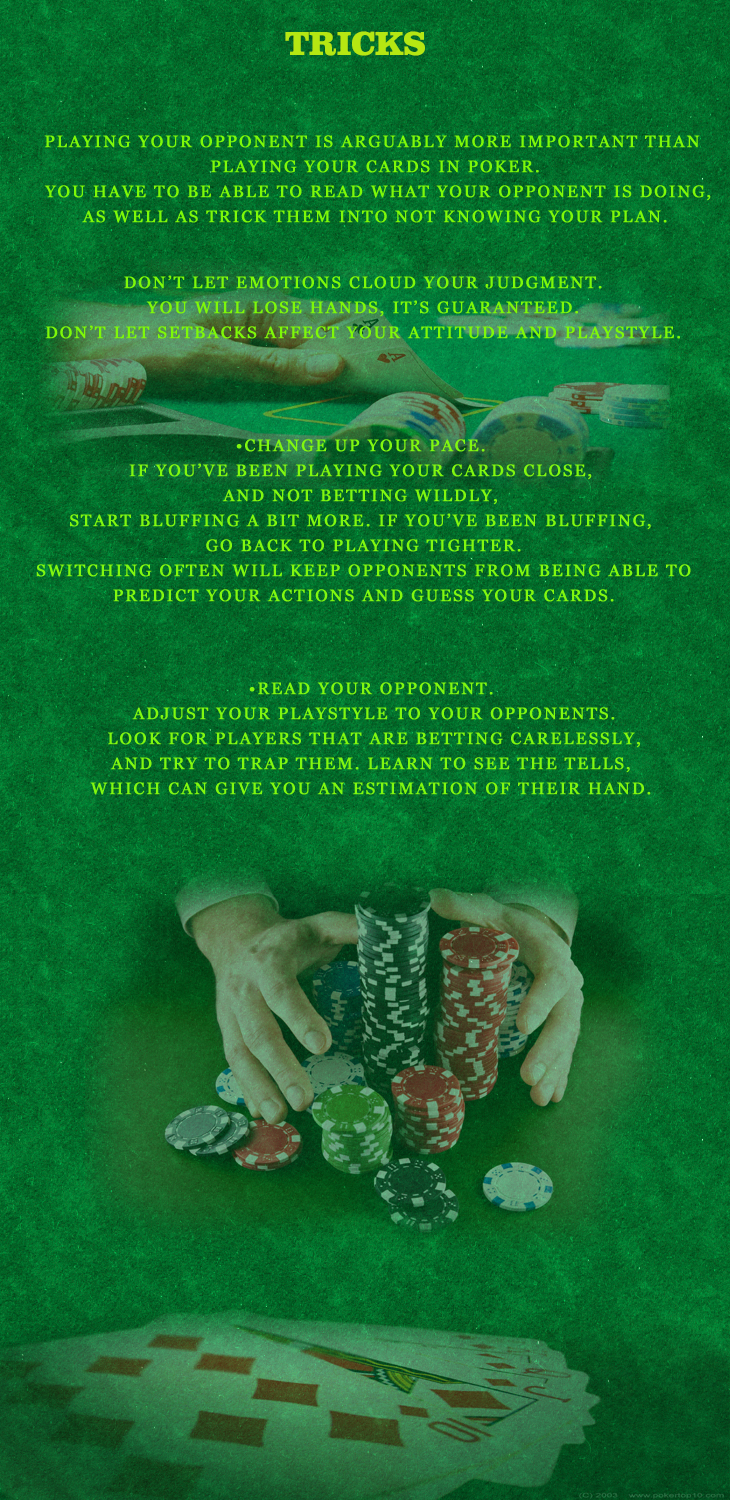 TRICKS
PLAYING YOUR OPPONENT IS ARGUABLY MORE IMPORTANT THAN
PLAYING YOUR CARDS IN POKER.
YOU HAVE TO BE ABLE TO READ WHAT YOUR OPPONENT IS DOING,
AS WELL AS TRICK THEM INTO NOT KNOWING YOUR PLAN.
DON'T LET EMOTIONS CLOUD YOUR JUDGMENT.
YOU WILL LOSE HANDS, IT'S GUARANTEED.
DON'T LET SETBACKS AFFECT YOUR ATTITUDE AND PLAYSTYLE.
A
A
•CHANGE UP YOUR PACE.
IF YOU'VE BEEN PLAYING YOUR CARDS CLOSE,
AND NOT BETTING WILDLY,
START BLUFFING A BIT MORE. IF YOU'VE BEEN BLUFFING,
GO BACK TO PLAYING TIGHTER.
SWITCHING OFTEN WILL KEEP OPPONENTS FROM BEING ABLE TO
PREDICT YOUR ACTIONS AND GUESS YOUR CARDS.
•READ YOUR OPPONENT.
ADJUST YOUR PLAYSTYLE TO YOUR OPPONENTS.
LOOK FOR PLAYERS THAT ARE BETTING CARELESSLY,
AND TRY TO TRAP THEM. LEARN TO SEE THE TELLS,
WHICH CAN GIVE YOU AN ESTIMATION OF THEIR HAND.
J
10
(C) 2003 www.pokertop10.com